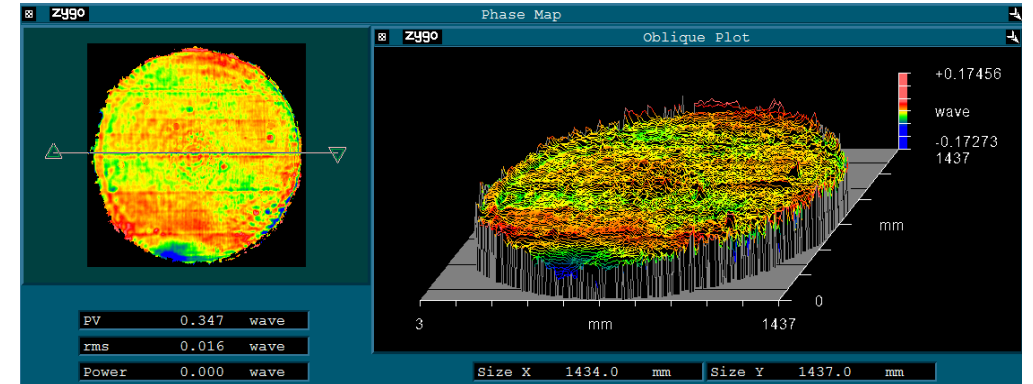 zygo Phase Map
zygo Oblique Plot
+0.17456
wave
-0.17273
1437
mm
0
3 mm 1437
PV 0.347 wave
rms 0.016 wave
Power 0.000 wave
Size X 1434.0 mm Size Y 1437.0 mm